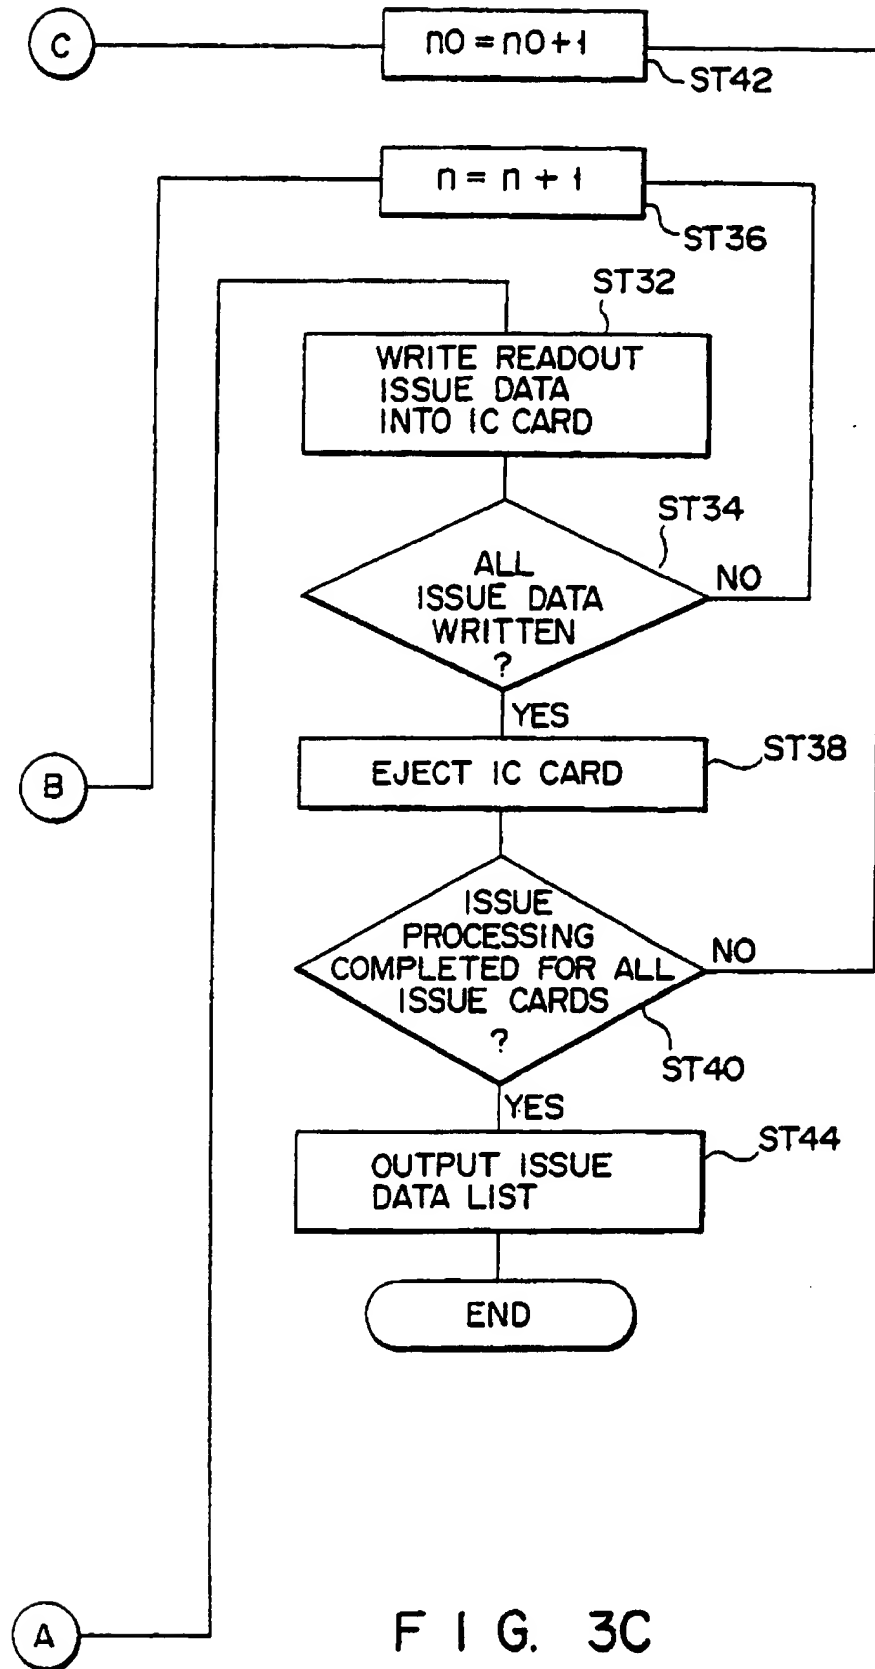 C
n0 = n0 + 1
ST42
n = n + 1
ST36
ST32
WRITE READOUT
ISSUE DATA
INTO IC CARD
ST34
ALL
ISSUE DATA
WRITTEN
?
NO
YES
EJECT IC CARD
ST38
B
ISSUE
PROCESSING
COMPLETED FOR ALL
ISSUE CARDS
?
NO
ST40
YES
OUTPUT ISSUE
DATA LIST
ST44
END
A
FIG. 3C